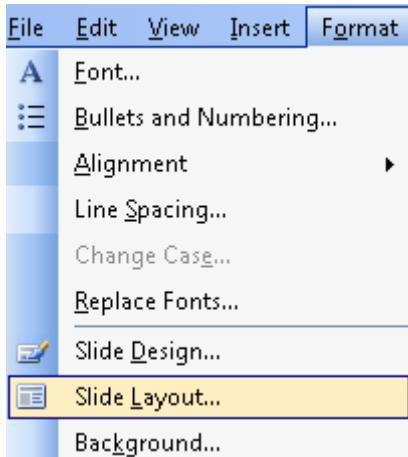 File Edit View Insert Format
Font...
Bullets and Numbering...
Alignment
Line Spacing...
Change Case...
Replace Fonts...
Slide Design...
Slide Layout...
Background...